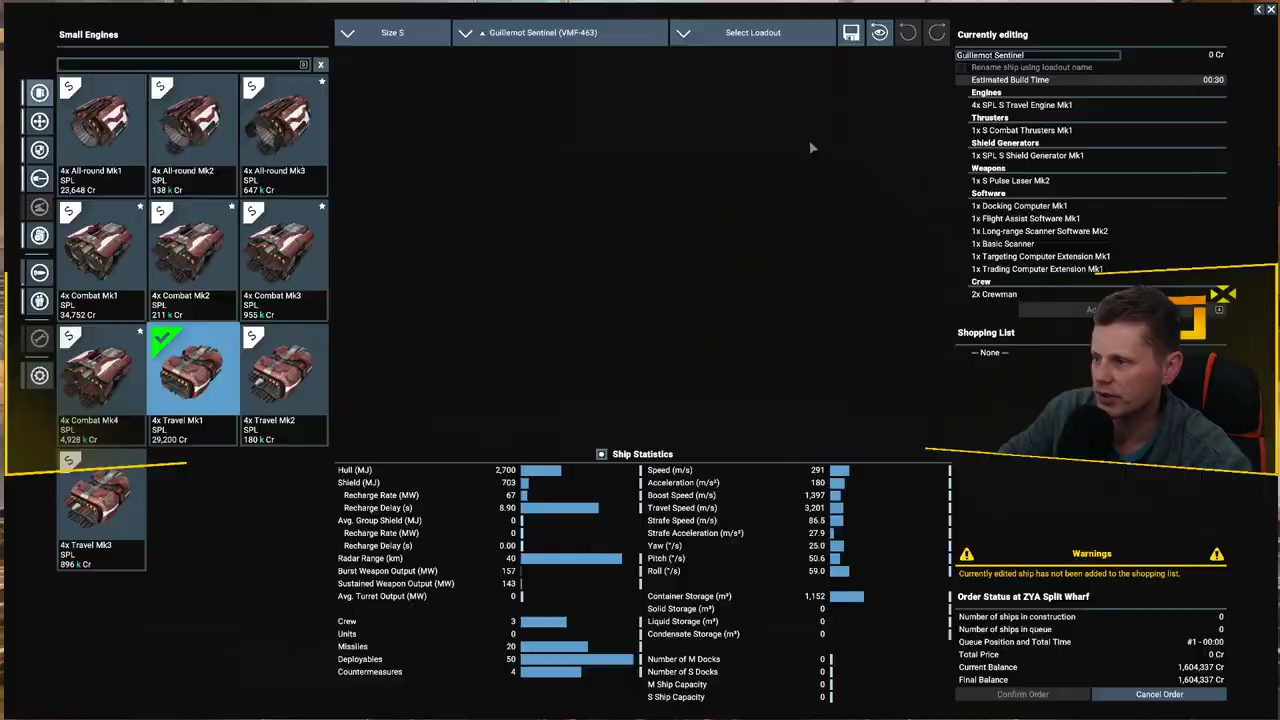 Small Engines
x
S
4x All-round Mk1
SPL
23,648 Cr
S
4x All-round Mk2
SPL
138 k Cr
S
4x All-round Mk3
SPL
647 k Cr
S
4x Combat Mk1
SPL
34,752 Cr
S
4x Combat Mk2
SPL
211 k Cr
S
4x Combat Mk3
SPL
955 k Cr
S
4x Combat Mk4
SPL
4,928 k Cr
4x Travel Mk1
SPL
29,200 Cr
S
4x Travel Mk2
SPL
180 k Cr
S
4x Travel Mk3
SPL
896 k Cr
Size S
Guillemot Sentinel (VMF-463)
Select Loadout
Ship Statistics
Hull (MJ) 2,700
Shield (MJ) 703
Recharge Rate (MW) 67
Recharge Delay (s) 8.90
Avg. Group Shield (MJ) 0
Recharge Rate (MW) 0
Recharge Delay (s) 0.00
Radar Range (km) 40
Burst Weapon Output (MW) 157
Sustained Weapon Output (MW) 143
Avg. Turret Output (MW) 0
Crew 3
Units 0
Missiles 20
Deployables 50
Countermeasures 4
Speed (m/s) 291
Acceleration (m/s²) 180
Boost Speed (m/s) 1,397
Travel Speed (m/s) 3,201
Strafe Speed (m/s) 86.5
Strafe Acceleration (m/s²) 27.9
Yaw (°/s) 25.0
Pitch (°/s) 50.6
Roll (°/s) 59.0
Container Storage (m³) 1,152
Solid Storage (m³) 0
Liquid Storage (m³) 0
Condensate Storage (m³) 0
Number of M Docks 0
Number of S Docks 0
M Ship Capacity 0
S Ship Capacity 0
Currently editing
Guillemot Sentinel 0 Cr
Rename ship using loadout name
Estimated Build Time 00:30
Engines
4x SPL S Travel Engine Mk1
Thrusters
1x S Combat Thrusters Mk1
Shield Generators
1x SPL S Shield Generator Mk1
Weapons
1x S Pulse Laser Mk2
Software
1x Docking Computer Mk1
1x Flight Assist Software Mk1
1x Long-range Scanner Software Mk2
1x Basic Scanner
1x Targeting Computer Extension Mk1
1x Trading Computer Extension Mk1
Crew
2x Crewman
Shopping List
— None —
Warnings
Currently edited ship has not been added to the shopping list.
Order Status at ZYA Split Wharf
Number of ships in construction 0
Number of ships in queue 0
Queue Position and Total Time #1 - 00:00
Total Price 0 Cr
Current Balance 1,604,337 Cr
Final Balance 1,604,337 Cr
Confirm Order
Cancel Order